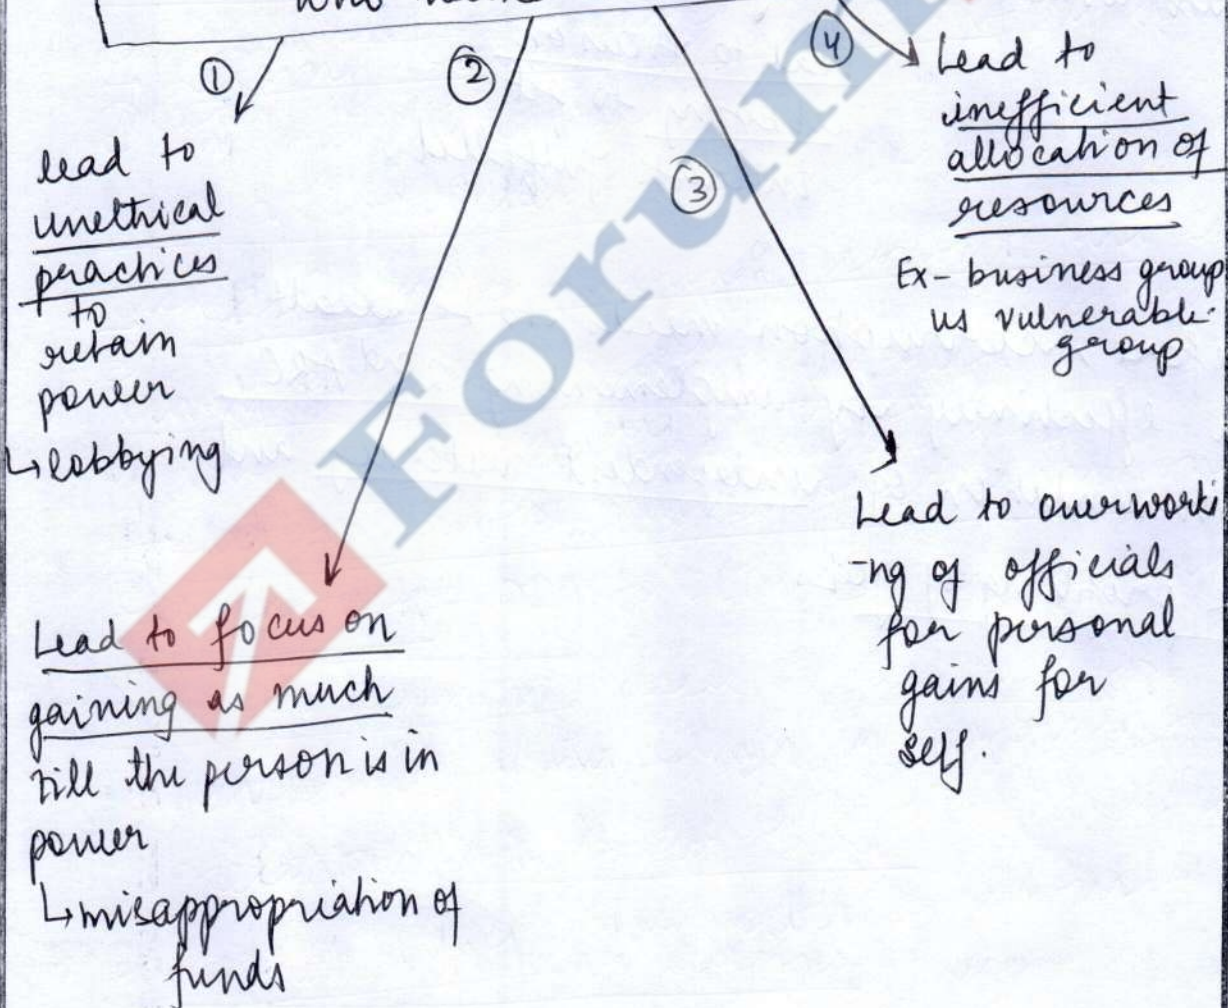 ①
lead to
unethical
practices
to
retain
power
↳ lobbying
②
Lead to focus on
gaining as much
till the person is in
power
↳ misappropriation of
funds
③
Lead to overworki
-ng of officials
for personal
gains for
self.
④
Lead to
inefficient
allocation of
resources
Ex - business group
vs vulnerable
group
Forum